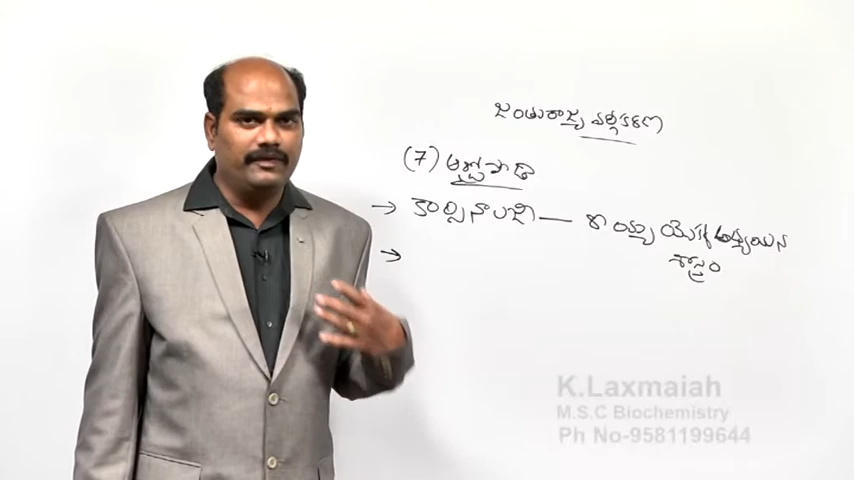 జంతురాజ్య వర్గీకరణ
(7) ఆర్థ్రోపొడా
→ కార్సినాలజీ — రొయ్య యొక్క అధ్యయన
శాస్త్రం
→
K.Laxmaiah
M.S.C Biochemistry
Ph No-9581199644